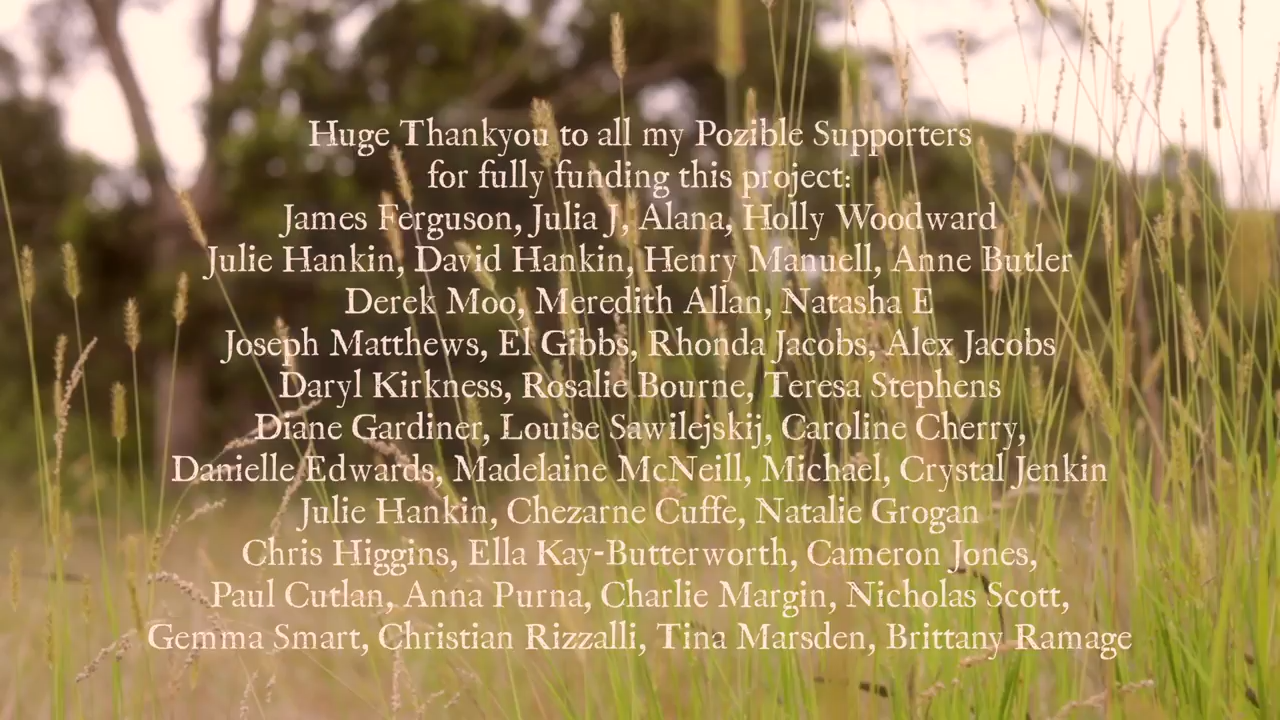 Huge Thankyou to all my Pozible Supporters
for fully funding this project:
James Ferguson, Julia J, Alana, Holly Woodward
Julie Hankin, David Hankin, Henry Manuell, Anne Butler
Derek Moo, Meredith Allan, Natasha E
Joseph Matthews, El Gibbs, Rhonda Jacobs, Alex Jacobs
Daryl Kirkness, Rosalie Bourne, Teresa Stephens
Diane Gardiner, Louise Sawilejskij, Caroline Cherry,
Danielle Edwards, Madelaine McNeill, Michael, Crystal Jenkin
Julie Hankin, Chezarne Cuffe, Natalie Grogan
Chris Higgins, Ella Kay-Butterworth, Cameron Jones,
Paul Cutlan, Anna Purna, Charlie Margin, Nicholas Scott,
Gemma Smart, Christian Rizzalli, Tina Marsden, Brittany Ramage